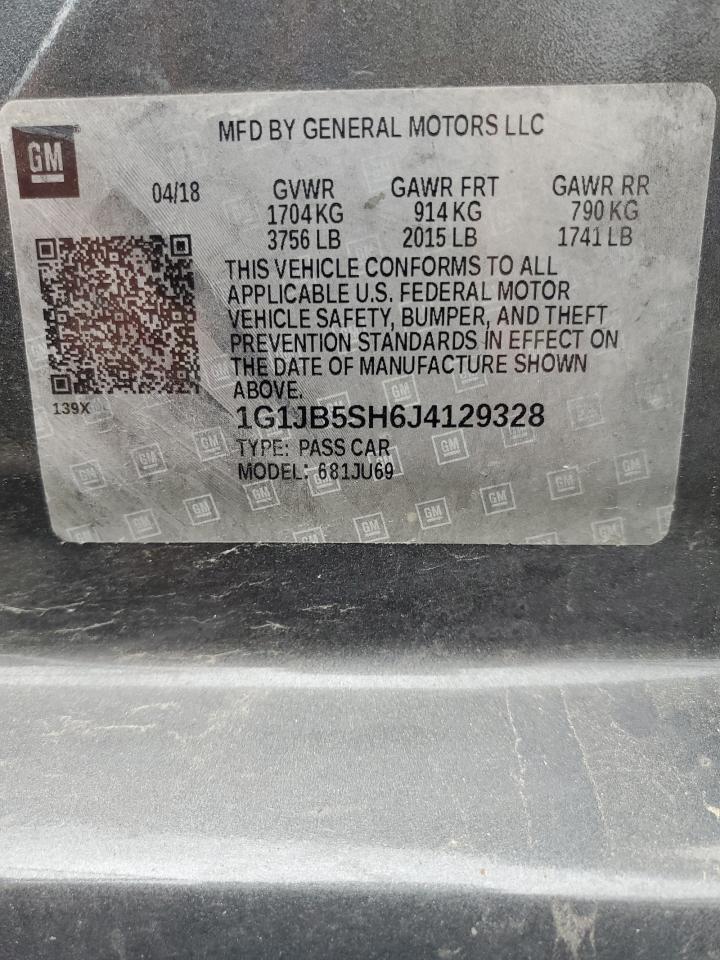 GM
MFD BY GENERAL MOTORS LLC
04/18 GVWR GAWR FRT GAWR RR
1704 KG 914 KG 790 KG
3756 LB 2015 LB 1741 LB
THIS VEHICLE CONFORMS TO ALL
APPLICABLE U.S. FEDERAL MOTOR
VEHICLE SAFETY, BUMPER, AND THEFT
PREVENTION STANDARDS IN EFFECT ON
THE DATE OF MANUFACTURE SHOWN
ABOVE.
139X
1G1JB5SH6J4129328
TYPE: PASS CAR
MODEL: 681JU69